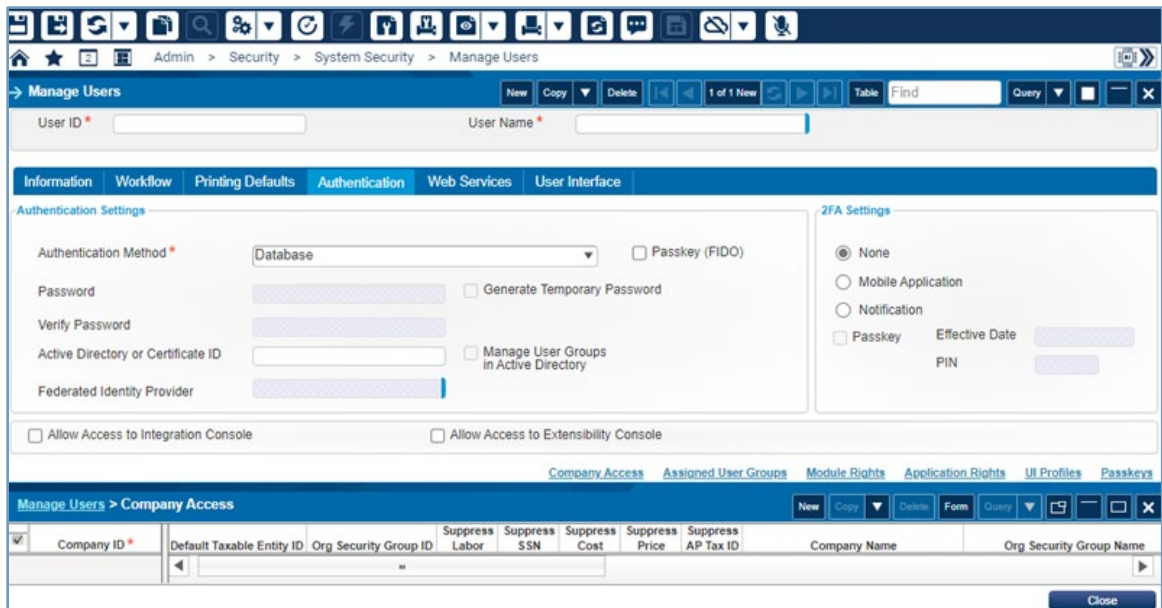 2 Admin > Security > System Security > Manage Users
Manage Users New Copy Delete 1 of 1 New Table Find Query
User ID * User Name *
Information Workflow Printing Defaults Authentication Web Services User Interface
Authentication Settings 2FA Settings
Authentication Method * Database Passkey (FIDO) None
Password Generate Temporary Password Mobile Application
Verify Password Notification
Passkey Effective Date
Active Directory or Certificate ID Manage User Groups in Active Directory PIN
Federated Identity Provider
Allow Access to Integration Console Allow Access to Extensibility Console
Company Access Assigned User Groups Module Rights Application Rights UI Profiles Passkeys
Manage Users > Company Access New Copy Delete Form Query
Company ID * Default Taxable Entity ID Org Security Group ID Suppress Labor Suppress SSN Suppress Cost Suppress Price Suppress AP Tax ID Company Name Org Security Group Name
Close